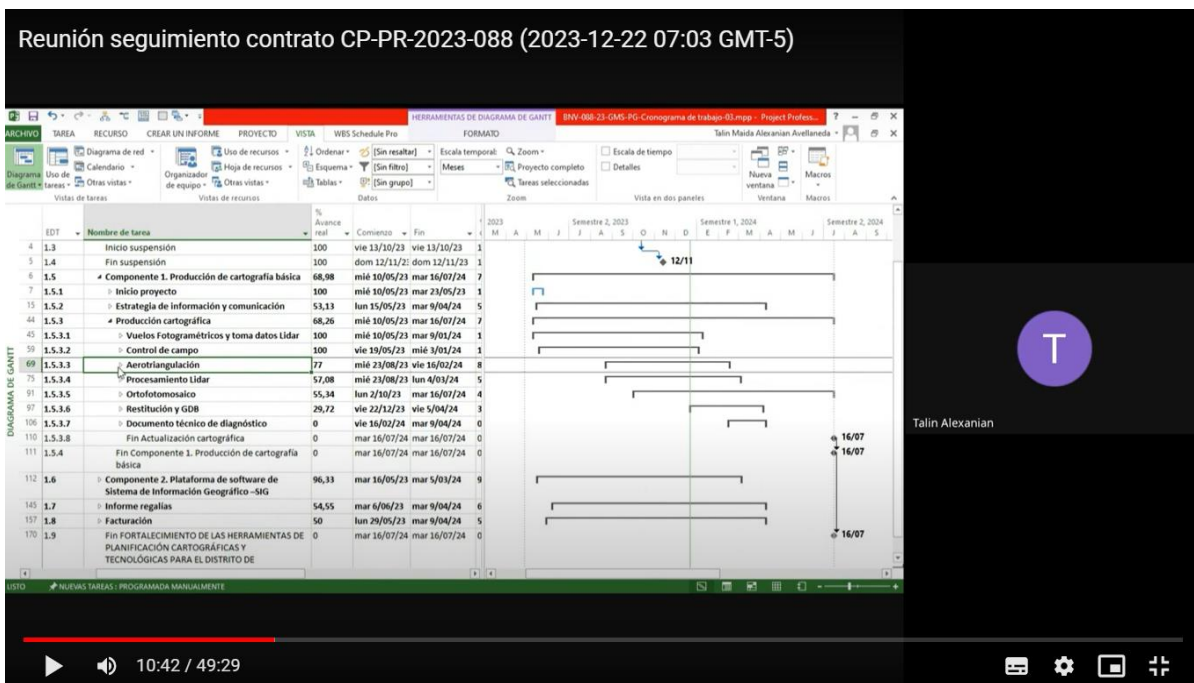 Reunión seguimiento contrato CP-PR-2023-088 (2023-12-22 07:03 GMT-5)
HERRAMIENTAS DE DIAGRAMA DE GANTT BNV-088-23-GMS-PG-Cronograma de trabajo-03.mpp - Project Profess...
ARCHIVO TAREA RECURSO CREAR UN INFORME PROYECTO VISTA WBS Schedule Pro FORMATO Talin Maida Alexanian Avellaneda
Diagrama de red Uso de recursos Ordenar [Sin resaltar] Escala temporal: Zoom Escala de tiempo
Calendario Hoja de recursos Esquema [Sin filtro] Meses Proyecto completo Detalles
Diagrama de Gantt Uso de tareas Otras vistas Organizador de equipo Otras vistas Tablas [Sin grupo] Tareas seleccionadas Nueva ventana Macros
Vistas de tareas Vistas de recursos Datos Zoom Vista en dos paneles Ventana Macros
EDT Nombre de tarea % Avance real Comienzo Fin 2023 Semestre 2, 2023 Semestre 1, 2024 Semestre 2, 2024
M A M J J A S O N D E F M A M J J A S
4 1.3 Inicio suspensión 100 vie 13/10/23 vie 13/10/23 1
5 1.4 Fin suspensión 100 dom 12/11/23 dom 12/11/23 1 12/11
6 1.5 Componente 1. Producción de cartografía básica 68,98 mié 10/05/23 mar 16/07/24 7
7 1.5.1 Inicio proyecto 100 mié 10/05/23 mar 23/05/23 1
15 1.5.2 Estrategia de información y comunicación 53,13 lun 15/05/23 mar 9/04/24 5
44 1.5.3 Producción cartográfica 68,26 mié 10/05/23 mar 16/07/24 7
45 1.5.3.1 Vuelos Fotogramétricos y toma datos Lidar 100 mié 10/05/23 mar 9/01/24 1
59 1.5.3.2 Control de campo 100 vie 19/05/23 mié 3/01/24 1
69 1.5.3.3 Aerotriangulación 77 mié 23/08/23 vie 16/02/24 8
75 1.5.3.4 Procesamiento Lidar 57,08 mié 23/08/23 lun 4/03/24 5
91 1.5.3.5 Ortofotomosaico 55,34 lun 2/10/23 mar 16/07/24 4
97 1.5.3.6 Restitución y GDB 29,72 vie 22/12/23 vie 5/04/24 3
106 1.5.3.7 Documento técnico de diagnóstico 0 vie 16/02/24 mar 9/04/24 0
110 1.5.3.8 Fin Actualización cartográfica 0 mar 16/07/24 mar 16/07/24 0 16/07
111 1.5.4 Fin Componente 1. Producción de cartografía 0 mar 16/07/24 mar 16/07/24 0 16/07
básica
112 1.6 Componente 2. Plataforma de software de 96,33 mar 16/05/23 mar 5/03/24 9
Sistema de Información Geográfico –SIG
145 1.7 Informe regalias 54,55 mar 6/06/23 mar 9/04/24 6
157 1.8 Facturación 50 lun 29/05/23 mar 9/04/24 5
170 1.9 Fin FORTALECIMIENTO DE LAS HERRAMIENTAS DE 0 mar 16/07/24 mar 16/07/24 0 16/07
PLANIFICACIÓN CARTOGRÁFICAS Y
TECNOLÓGICAS PARA EL DISTRITO DE
DIAGRAMA DE GANTT
LISTO NUEVAS TAREAS : PROGRAMADA MANUALMENTE
T
Talin Alexanian
10:42 / 49:29